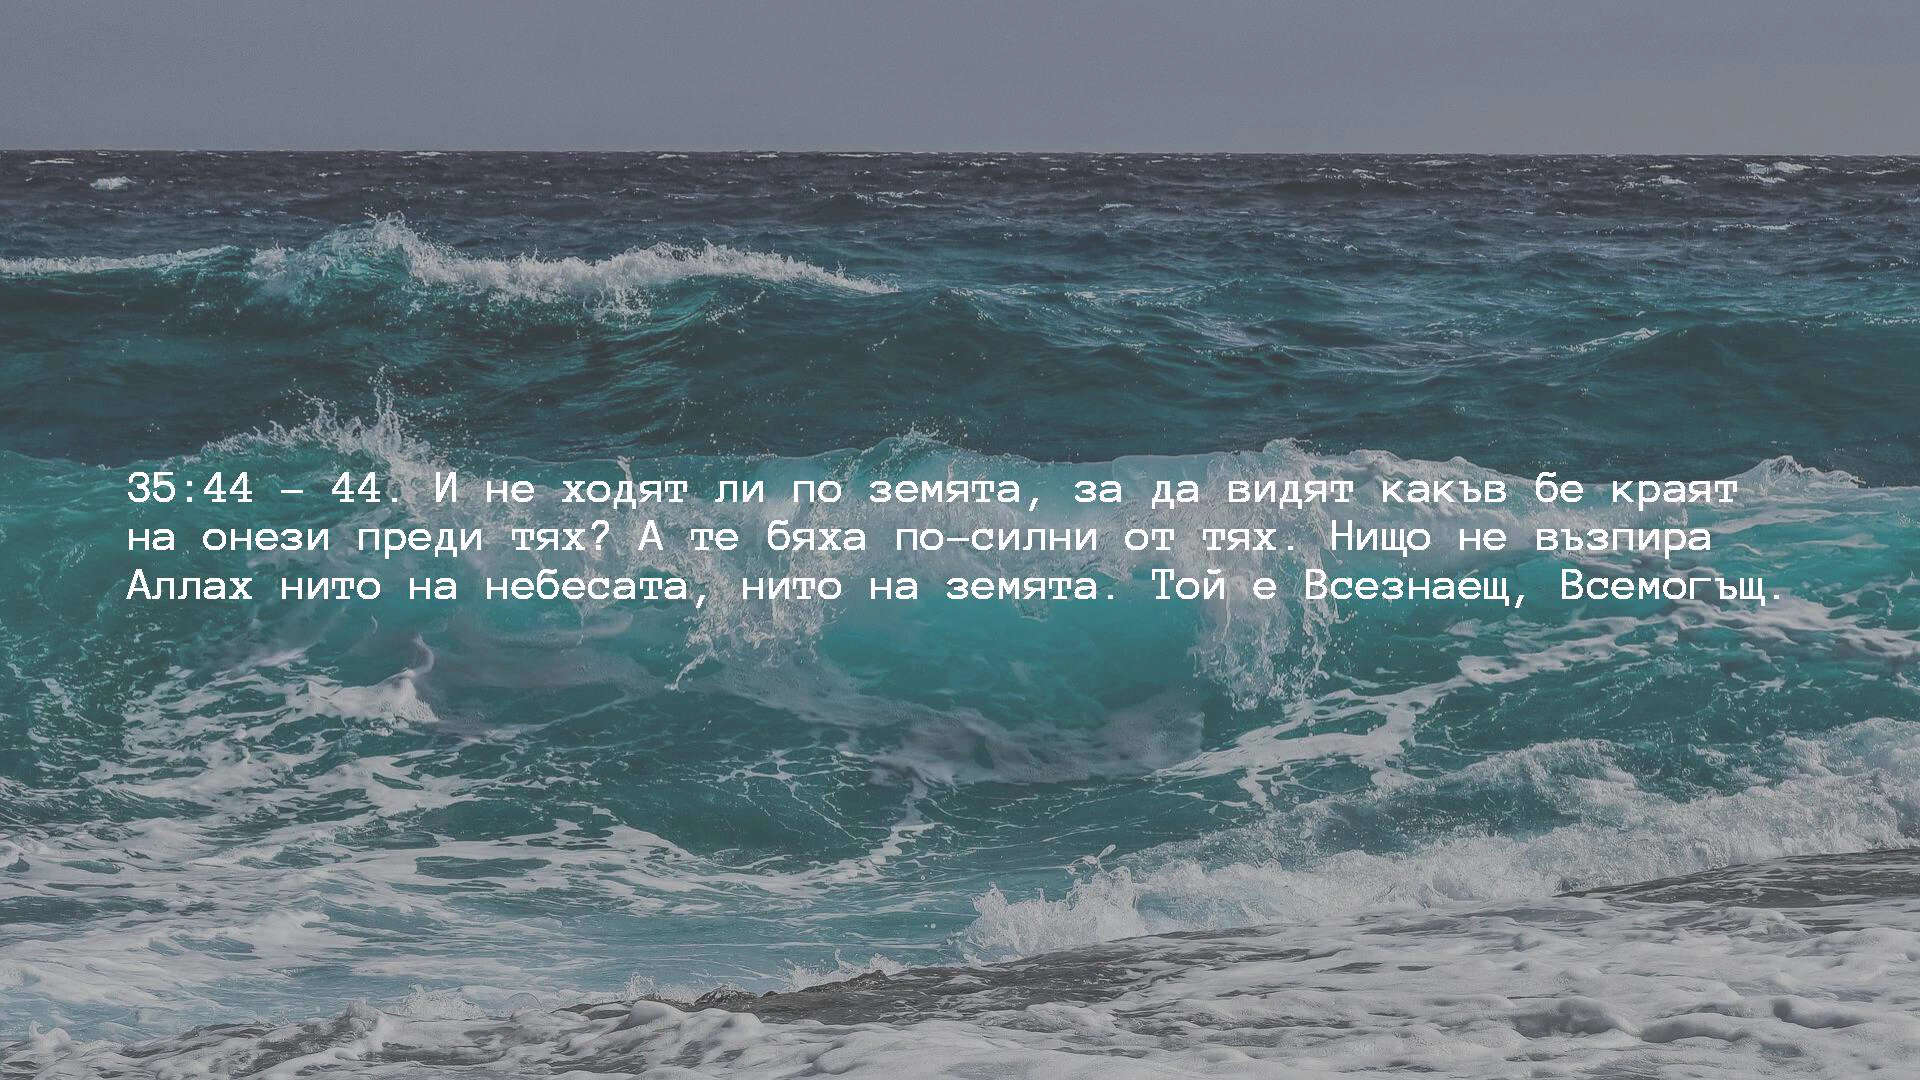 35:44 – 44. И не ходят ли по земята, за да видят какъв бе краят
на онези преди тях? А те бяха по-силни от тях. Нищо не възпира
Аллах нито на небесата, нито на земята. Той е Всезнаещ, Всемогъщ.